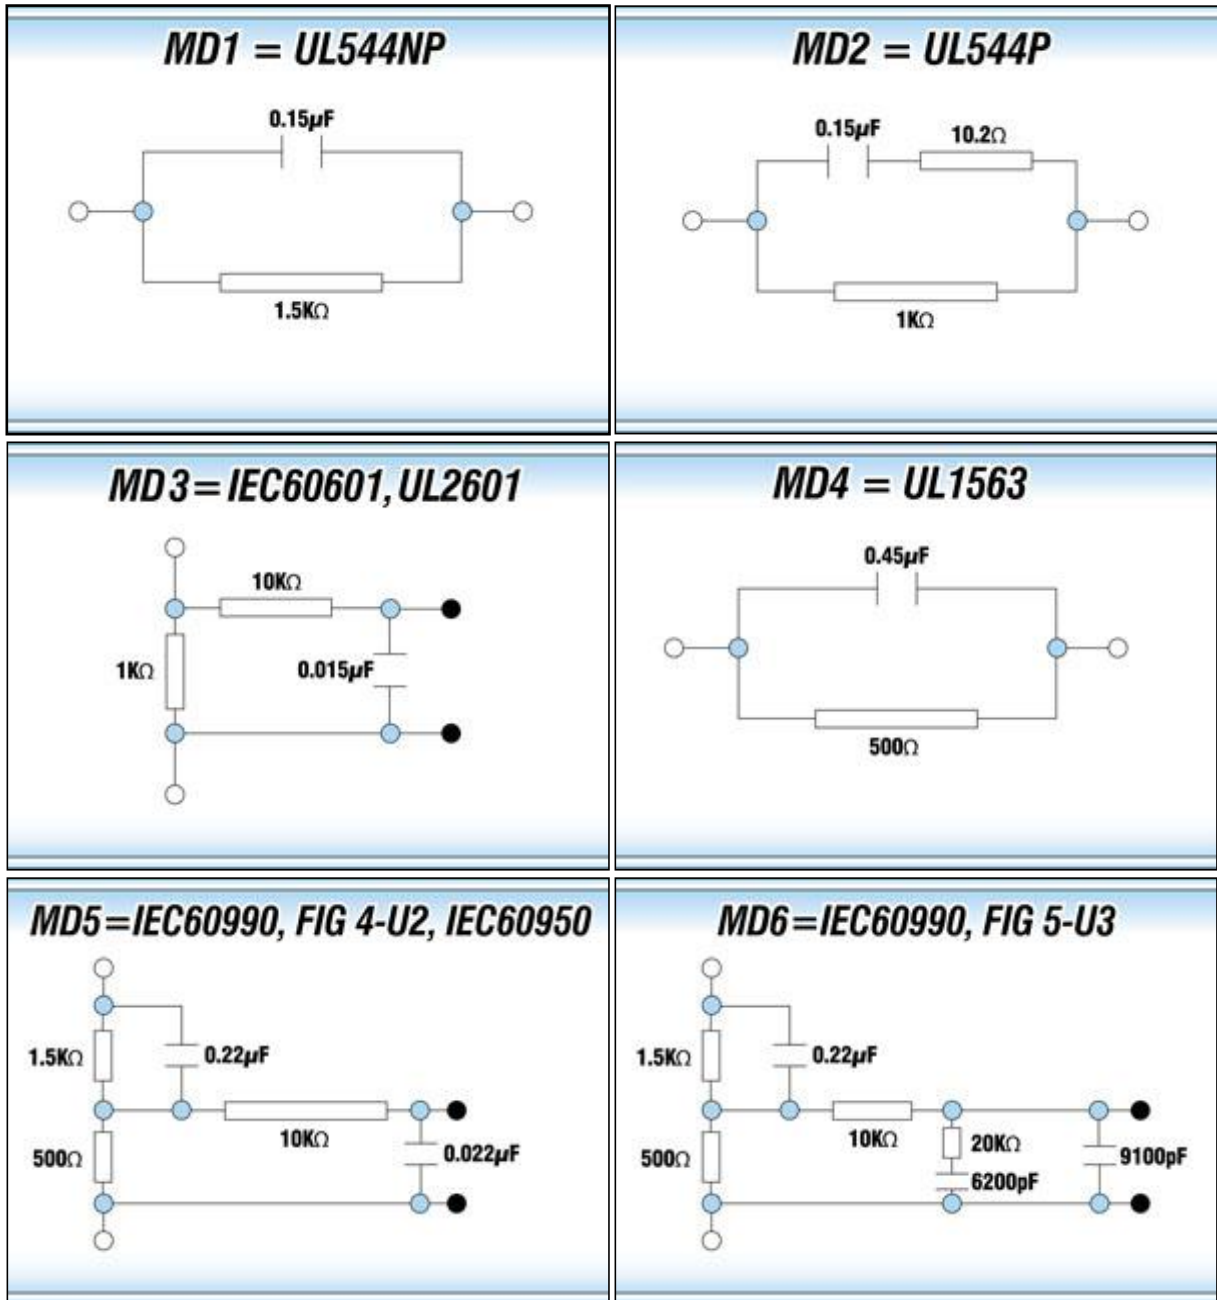 MD1 = UL544NP
0.15µF
1.5KΩ
MD2 = UL544P
0.15µF
10.2Ω
1KΩ
MD3=IEC60601, UL2601
10KΩ
1KΩ
0.015µF
MD4 = UL1563
0.45µF
500Ω
MD5=IEC60990, FIG 4-U2, IEC60950
1.5KΩ
0.22µF
10KΩ
500Ω
0.022µF
MD6=IEC60990, FIG 5-U3
1.5KΩ
0.22µF
10KΩ
20KΩ
500Ω
9100pF
6200pF